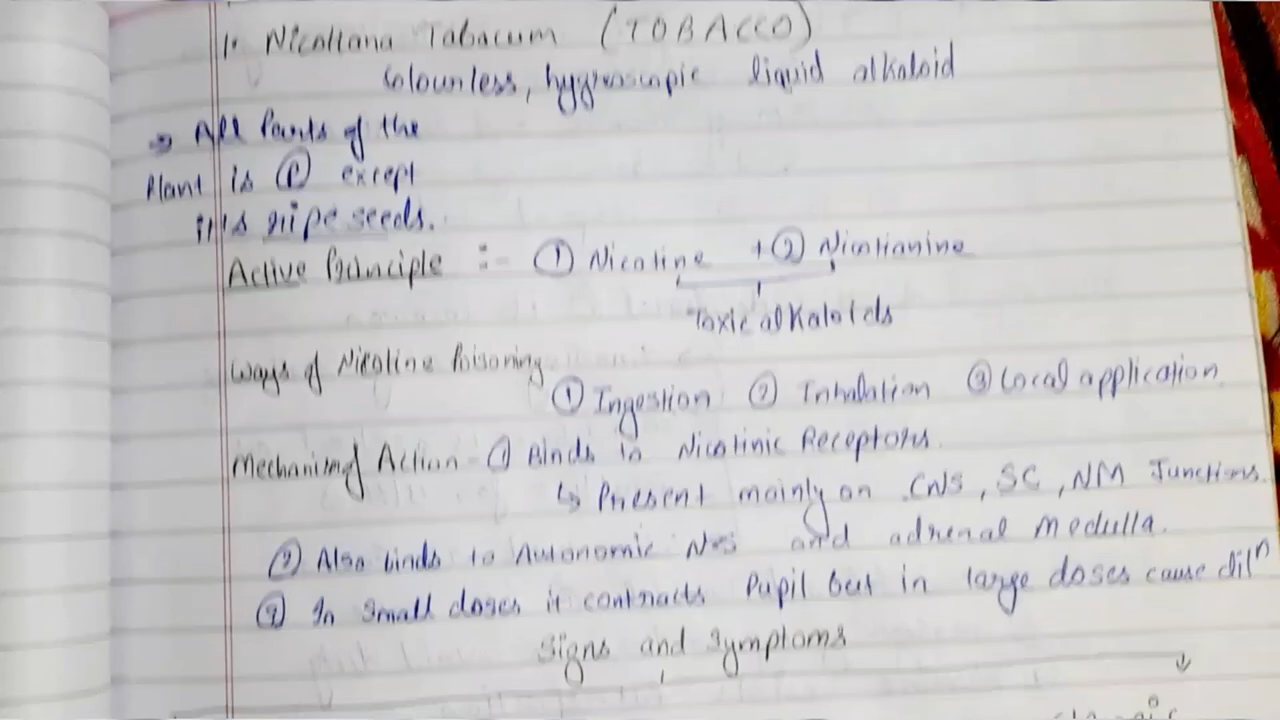 1. Nicotiana Tabacum (TOBACCO)
Colourless, hygroscopic liquid alkaloid
→ All Parts of the
Plant is Ⓟ except
it's ripe seeds.
Active Principle :- ① Nicotine + ② Nicotianine
Toxic alkaloids
Ways of Nicotine Poisoning
① Ingestion ② Inhalation ③ Local application
Mechanism of Action - ① Binds to Nicotinic Receptors.
↳ Present mainly on CNS, SC, NM Junctions.
② Also binds to Autonomic N·s and adrenal Medulla.
③ In small doses it contracts Pupil but in large doses cause dilⁿ
Signs and Symptoms